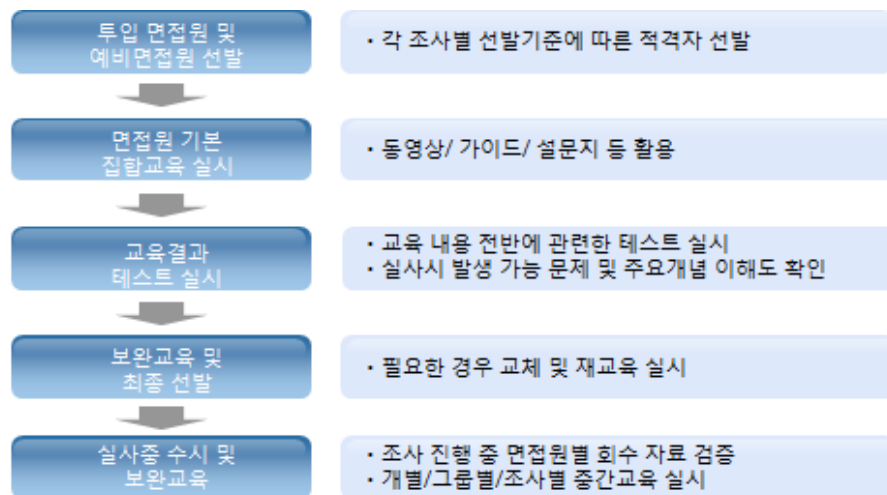 투입 면접원 및
예비면접원 선발
· 각 조사별 선발기준에 따른 적격자 선발
면접원 기본
집합교육 실시
· 동영상/ 가이드/ 설문지 등 활용
교육결과
테스트 실시
· 교육 내용 전반에 관련한 테스트 실시
· 실사시 발생 가능 문제 및 주요개념 이해도 확인
보완교육 및
최종 선발
· 필요한 경우 교체 및 재교육 실시
실사중 수시 및
보완교육
· 조사 진행 중 면접원별 회수 자료 검증
· 개별/그룹별/조사별 중간교육 실시